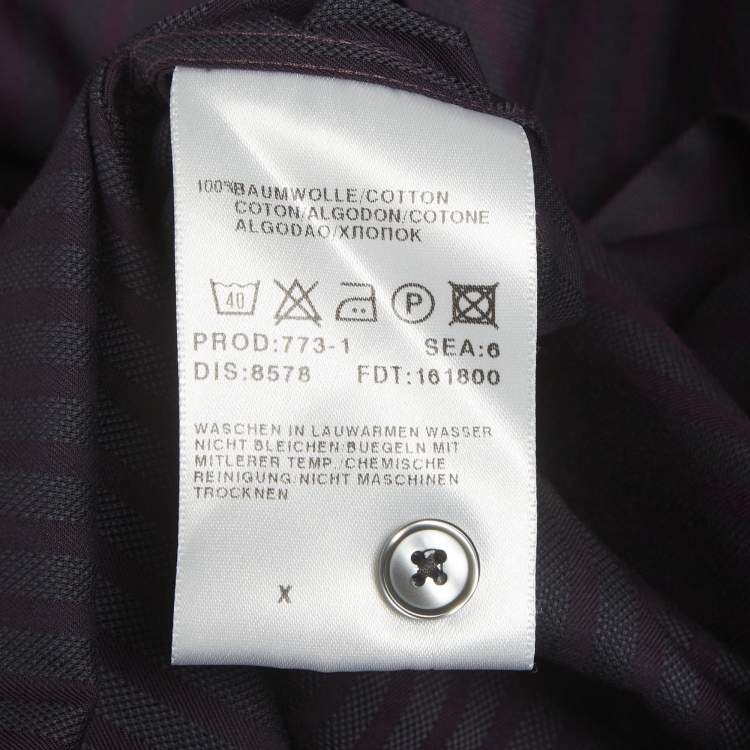 100%BAUMWOLLE/COTTON
COTON/ALGODON/COTONE
ALGODAO/ХЛОПОК
40 P
PROD:773-1 SEA:6
DIS:8578 FDT:161800
WASCHEN IN LAUWARMEN WASSER
NICHT BLEICHEN/BUEGELN MIT
MITLERER TEMP./CHEMISCHE
REINIGUNG/NICHT MASCHINEN
TROCKNEN
X